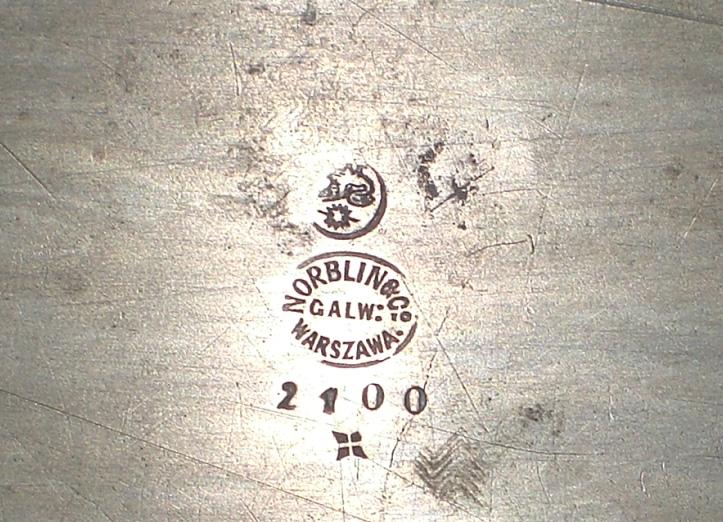 NORBLIN & Co
GALW:
WARSZAWA.
2100